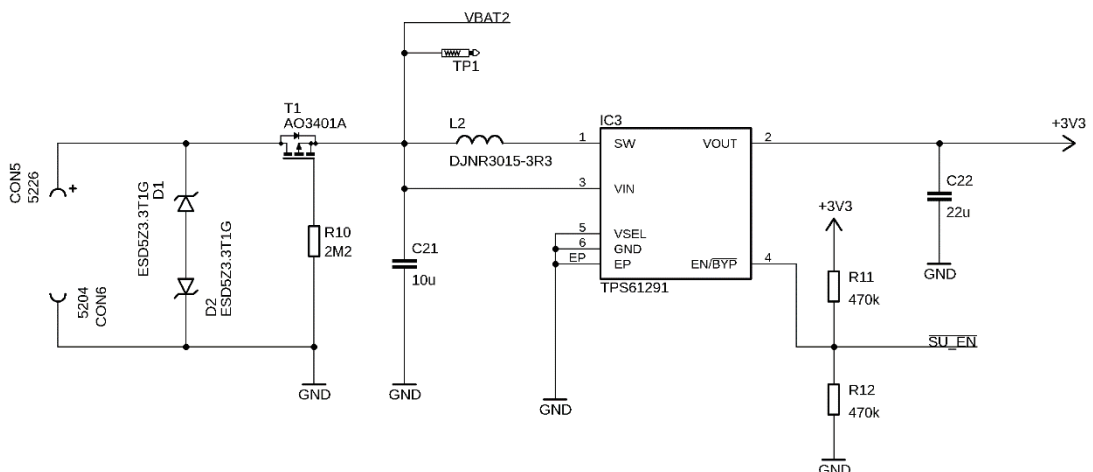 VBAT2
TP1
T1
AO3401A
L2
DJNR3015-3R3
IC3
1
SW
VOUT
2
+3V3
3
VIN
5
VSEL
6
GND
EP
EP
EN/BYP
4
TPS61291
CON5
5226
+
ESD5Z3.3T1G
D1
R10
2M2
C21
10u
C22
22u
GND
+3V3
R11
470k
5204
CON6
D2
ESD5Z3.3T1G
SU_EN
GND
GND
GND
R12
470k
GND